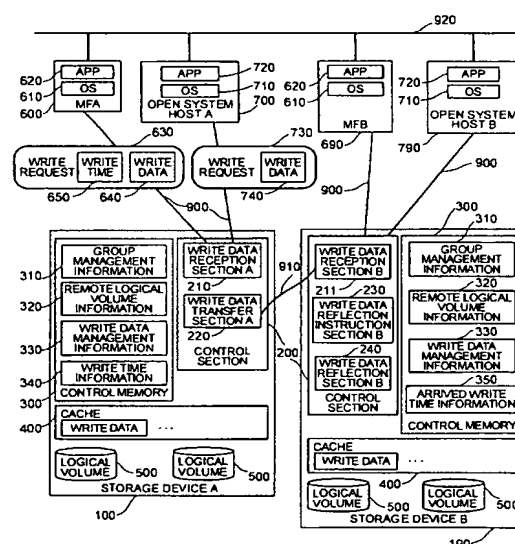 920
620 APP
610 OS
600 MFA
APP 720
OS 710
OPEN SYSTEM HOST A 700
620 APP
610 OS
MFB 690
720 APP
710 OS
OPEN SYSTEM HOST B 790
630
WRITE REQUEST
WRITE TIME
WRITE DATA
650 640
730
WRITE REQUEST
WRITE DATA
740
900
900
900
310 GROUP MANAGEMENT INFORMATION
320 REMOTE LOGICAL VOLUME INFORMATION
330 WRITE DATA MANAGEMENT INFORMATION
340 WRITE TIME INFORMATION
300 CONTROL MEMORY
WRITE DATA RECEPTION SECTION A
210
WRITE DATA TRANSFER SECTION A
220
CONTROL SECTION
200
910
400 CACHE
WRITE DATA ...
LOGICAL VOLUME 500
LOGICAL VOLUME 500
STORAGE DEVICE A
100
WRITE DATA RECEPTION SECTION B
211 230
WRITE DATA REFLECTION INSTRUCTION SECTION B
240
WRITE DATA REFLECTION SECTION B
CONTROL SECTION
300
310
GROUP MANAGEMENT INFORMATION
320
REMOTE LOGICAL VOLUME INFORMATION
330
WRITE DATA MANAGEMENT INFORMATION
350
ARRIVED WRITE TIME INFORMATION
CONTROL MEMORY
CACHE
WRITE DATA ...
400
LOGICAL VOLUME 500
LOGICAL VOLUME 500
STORAGE DEVICE B
190